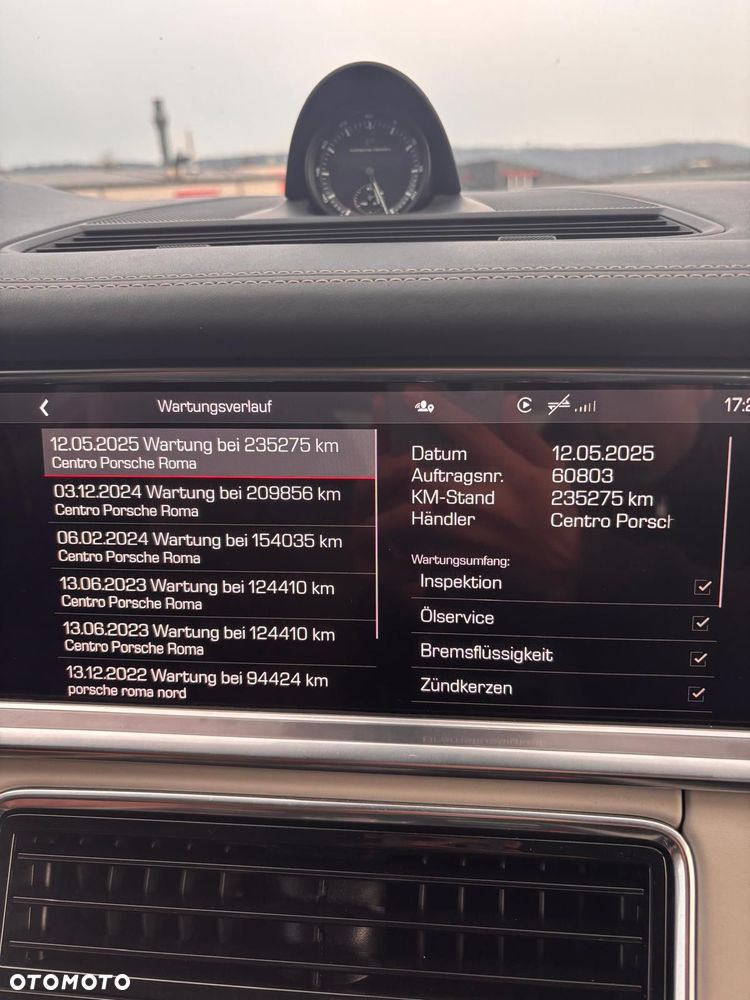 Wartungsverlauf
17:2
12.05.2025 Wartung bei 235275 km
Centro Porsche Roma
03.12.2024 Wartung bei 209856 km
Centro Porsche Roma
06.02.2024 Wartung bei 154035 km
Centro Porsche Roma
13.06.2023 Wartung bei 124410 km
Centro Porsche Roma
13.06.2023 Wartung bei 124410 km
Centro Porsche Roma
13.12.2022 Wartung bei 94424 km
porsche roma nord
Datum 12.05.2025
Auftragsnr. 60803
KM-Stand 235275 km
Händler Centro Porsch
Wartungsumfang:
Inspektion
Ölservice
Bremsflüssigkeit
Zündkerzen
OTOMOTO